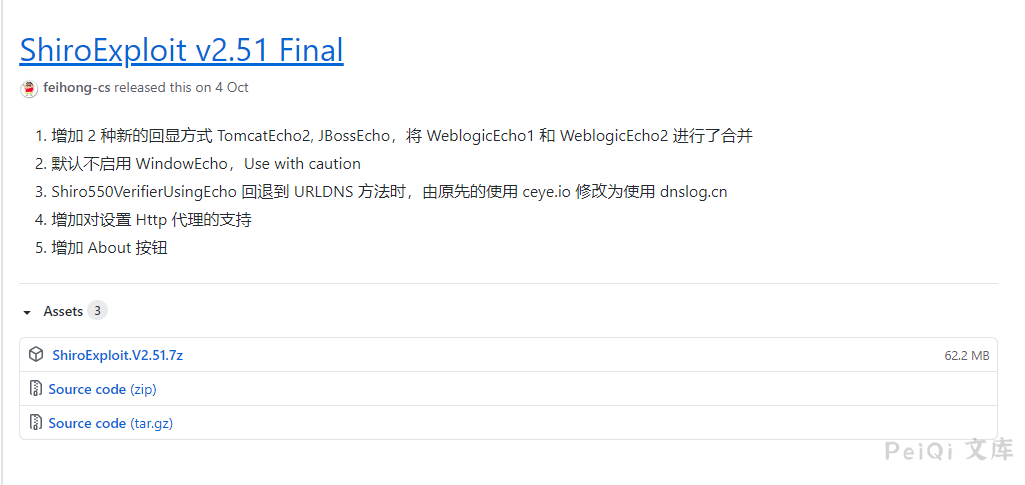 ShiroExploit v2.51 Final
feihong-cs released this on 4 Oct
1. 增加 2 种新的回显方式 TomcatEcho2, JBossEcho，将 WeblogicEcho1 和 WeblogicEcho2 进行了合并
2. 默认不启用 WindowEcho，Use with caution
3. Shiro550VerifierUsingEcho 回退到 URLDNS 方法时，由原先的使用 ceye.io 修改为使用 dnslog.cn
4. 增加对设置 Http 代理的支持
5. 增加 About 按钮
Assets 3
ShiroExploit.V2.51.7z 62.2 MB
Source code (zip)
Source code (tar.gz)
PeiQi 文库